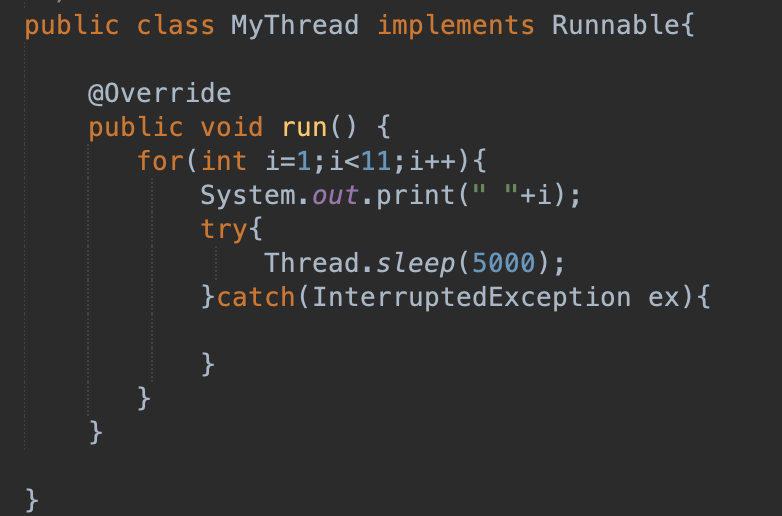 public class MyThread implements Runnable{
@Override
public void run() {
for(int i=1;i<11;i++){
System.out.print(" "+i);
try{
Thread.sleep(5000);
}catch(InterruptedException ex){
}
}
}
}